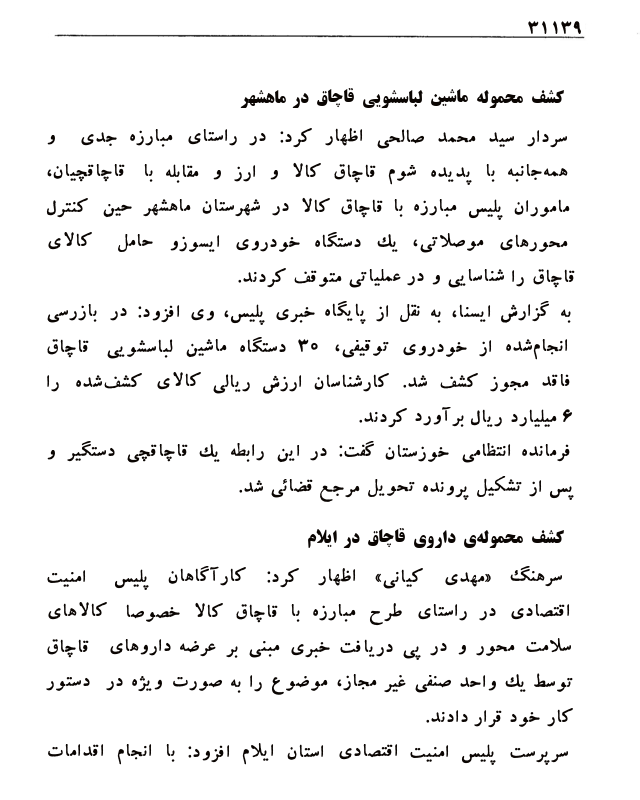 ۳۱۱۳۹
کشف محموله ماشین لباسشویی قاچاق در ماهشهر
سردار سید محمد صالحی اظهار کرد: در راستای مبارزه جدی و
همه‌جانبه با پدیده شوم قاچاق کالا و ارز و مقابله با قاچاقچیان،
ماموران پلیس مبارزه با قاچاق کالا در شهرستان ماهشهر حین کنترل
محورهای موصلاتی، یك دستگاه خودروی ایسوزو حامل کالای
قاچاق را شناسایی و در عملیاتی متوقف کردند.
به گزارش ایسنا، به نقل از پایگاه خبری پلیس، وی افزود: در بازرسی
انجام‌شده از خودروی توقیفی، ۳۰ دستگاه ماشین لباسشویی قاچاق
فاقد مجوز کشف شد. کارشناسان ارزش ریالی کالای کشف‌شده را
۶ میلیارد ریال برآورد کردند.
فرمانده انتظامی خوزستان گفت: در این رابطه یك قاچاقچی دستگیر و
پس از تشکیل پرونده تحویل مرجع قضائی شد.
کشف محموله‌ی داروی قاچاق در ایلام
سرهنگ «مهدی کیانی» اظهار کرد: کارآگاهان پلیس امنیت
اقتصادی در راستای طرح مبارزه با قاچاق کالا خصوصا کالاهای
سلامت محور و در پی دریافت خبری مبنی بر عرضه داروهای قاچاق
توسط یك واحد صنفی غیر مجاز، موضوع را به صورت ویژه در دستور
کار خود قرار دادند.
سرپرست پلیس امنیت اقتصادی استان ایلام افزود: با انجام اقدامات